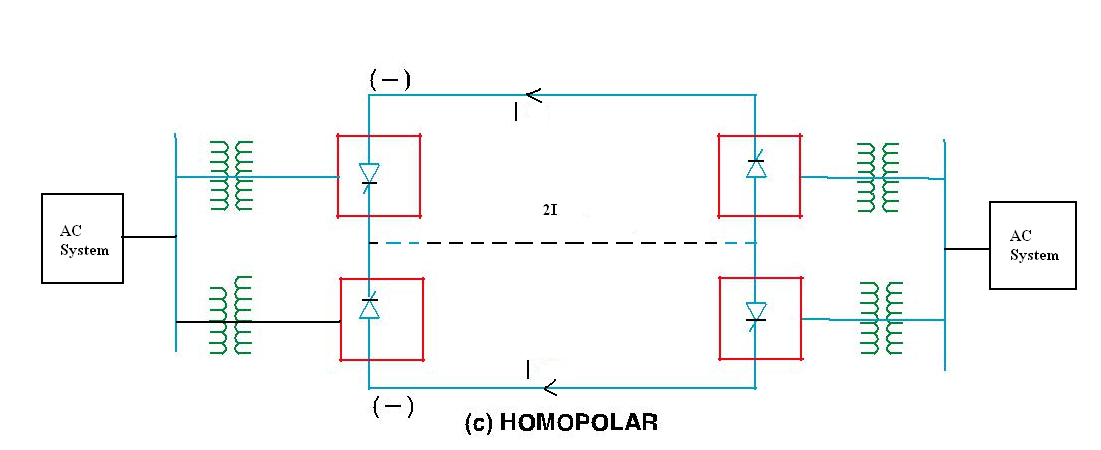 (−)
I
AC
System
2I
AC
System
I
(−)
(c) HOMOPOLAR